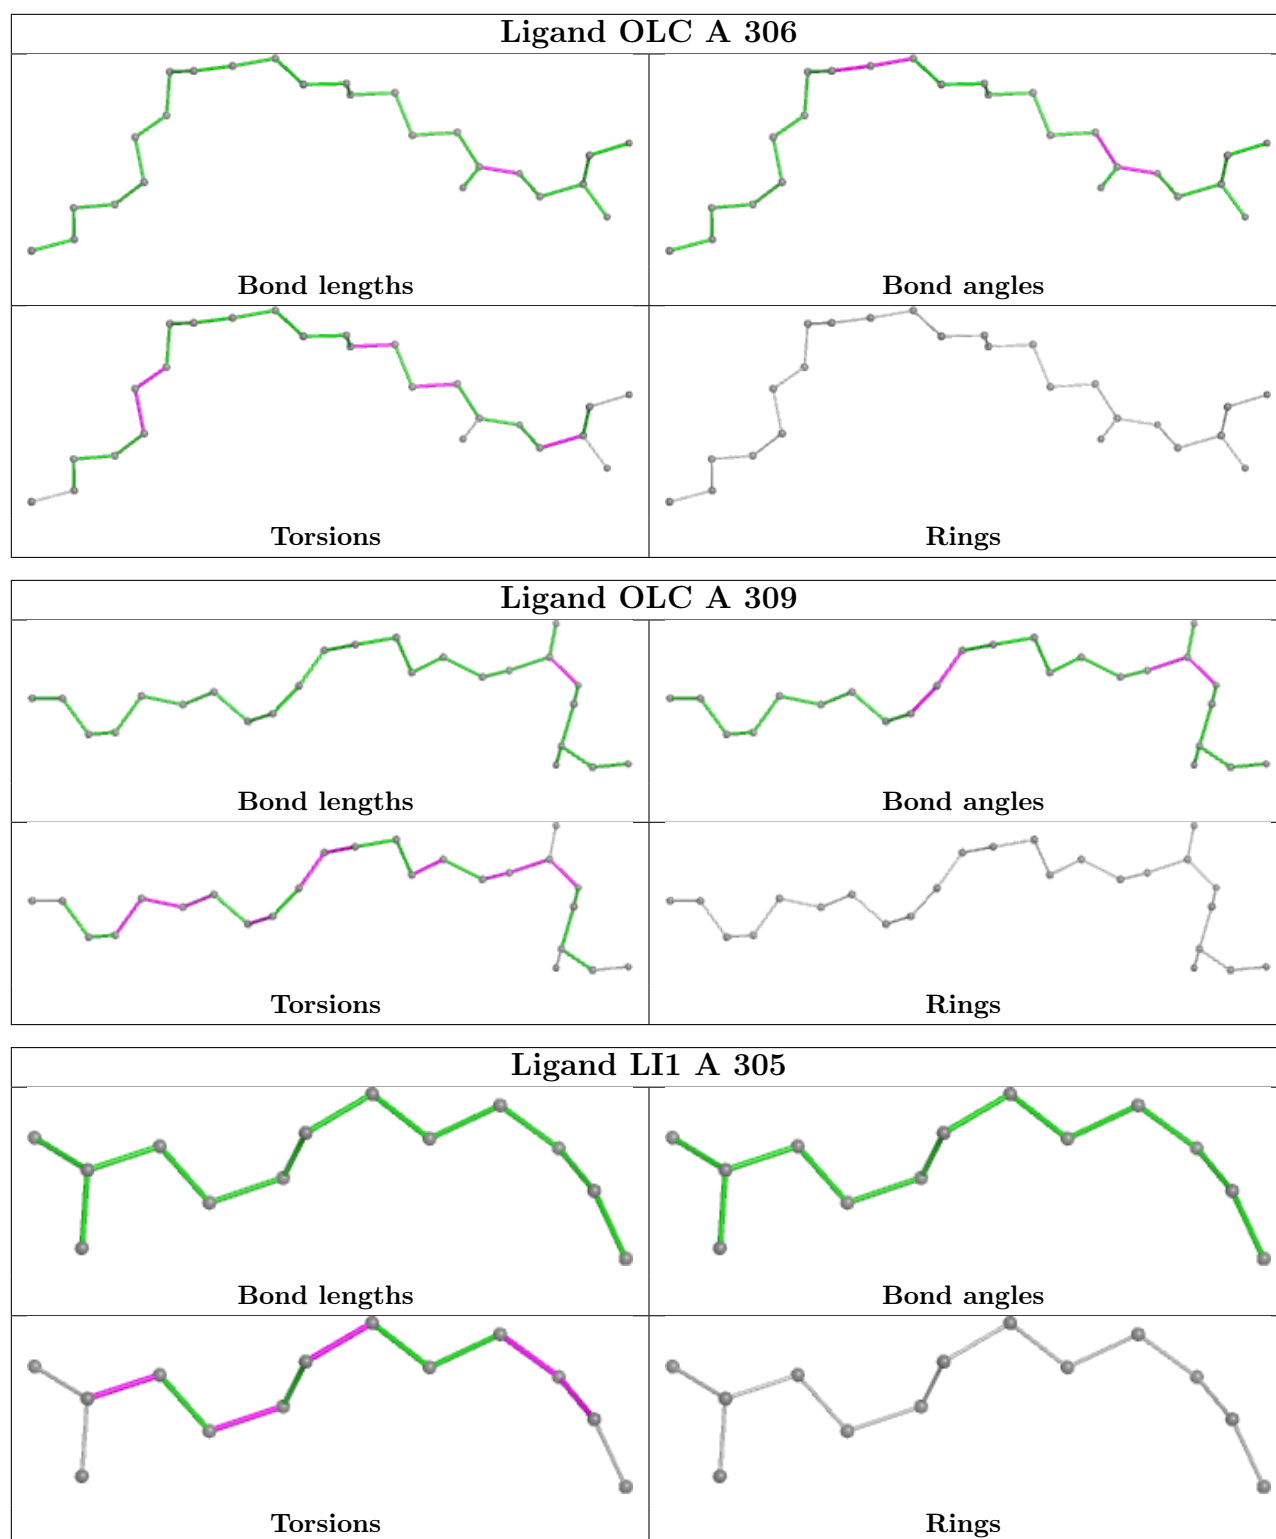 Ligand OLC A 306
Bond lengths
Bond angles
Torsions
Rings
Ligand OLC A 309
Bond lengths
Bond angles
Torsions
Rings
Ligand LI1 A 305
Bond lengths
Bond angles
Torsions
Rings